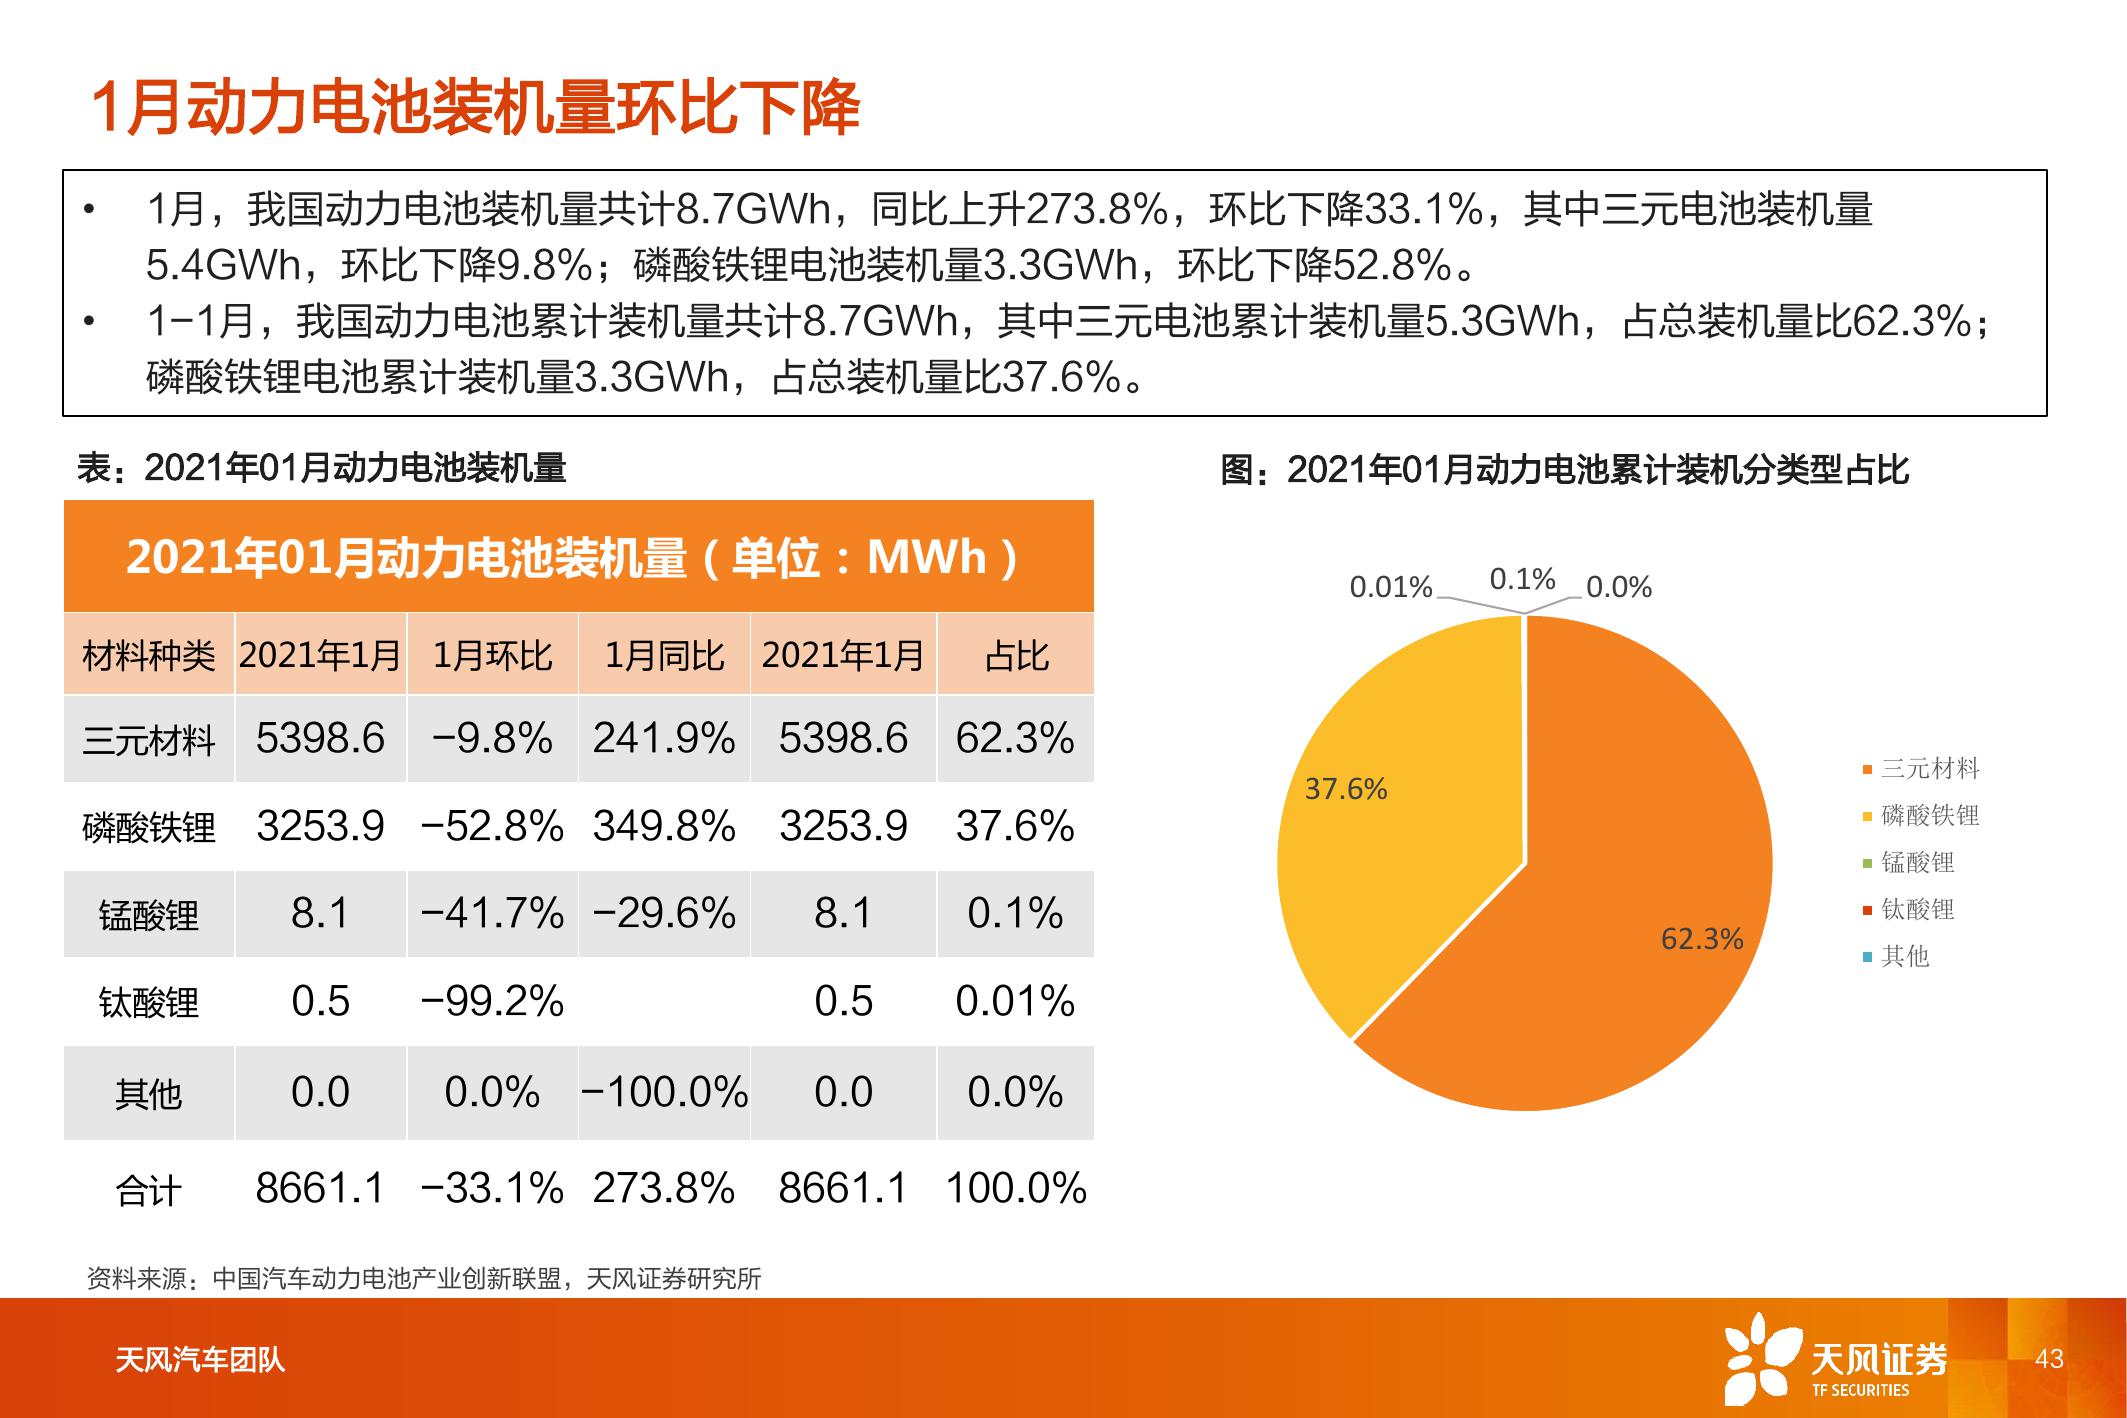 1月动力电池装机量环比下降
• 1月，我国动力电池装机量共计8.7GWh，同比上升273.8%，环比下降33.1%，其中三元电池装机量
5.4GWh，环比下降9.8%；磷酸铁锂电池装机量3.3GWh，环比下降52.8%。
• 1-1月，我国动力电池累计装机量共计8.7GWh，其中三元电池累计装机量5.3GWh，占总装机量比62.3%；
磷酸铁锂电池累计装机量3.3GWh，占总装机量比37.6%。
表：2021年01月动力电池装机量
2021年01月动力电池装机量（单位：MWh）
材料种类 2021年1月 1月环比 1月同比 2021年1月 占比
三元材料 5398.6 -9.8% 241.9% 5398.6 62.3%
磷酸铁锂 3253.9 -52.8% 349.8% 3253.9 37.6%
锰酸锂 8.1 -41.7% -29.6% 8.1 0.1%
钛酸锂 0.5 -99.2% 0.5 0.01%
其他 0.0 0.0% -100.0% 0.0 0.0%
合计 8661.1 -33.1% 273.8% 8661.1 100.0%
图：2021年01月动力电池累计装机分类型占比
0.01% 0.1% 0.0%
37.6%
62.3%
三元材料
磷酸铁锂
锰酸锂
钛酸锂
其他
资料来源：中国汽车动力电池产业创新联盟，天风证券研究所
天风汽车团队
天风证券
TF SECURITIES
43